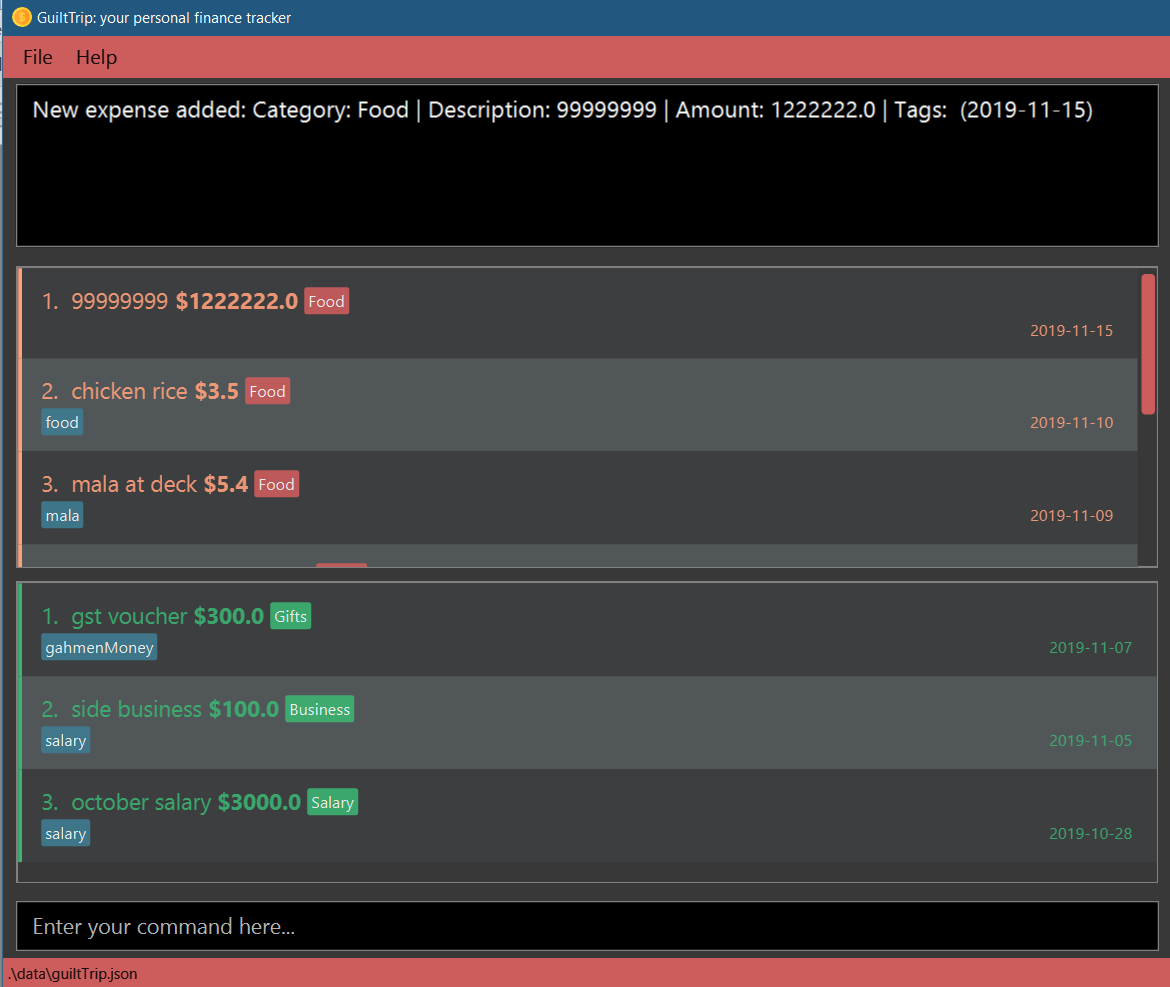 GuiltTrip: your personal finance tracker
File Help
New expense added: Category: Food | Description: 99999999 | Amount: 1222222.0 | Tags:  (2019-11-15)
1. 99999999 $1222222.0 Food
2019-11-15
2. chicken rice $3.5 Food
food 2019-11-10
3. mala at deck $5.4 Food
mala 2019-11-09
1. gst voucher $300.0 Gifts
gahmenMoney 2019-11-07
2. side business $100.0 Business
salary 2019-11-05
3. october salary $3000.0 Salary
salary 2019-10-28
Enter your command here...
.\data\guiltTrip.json